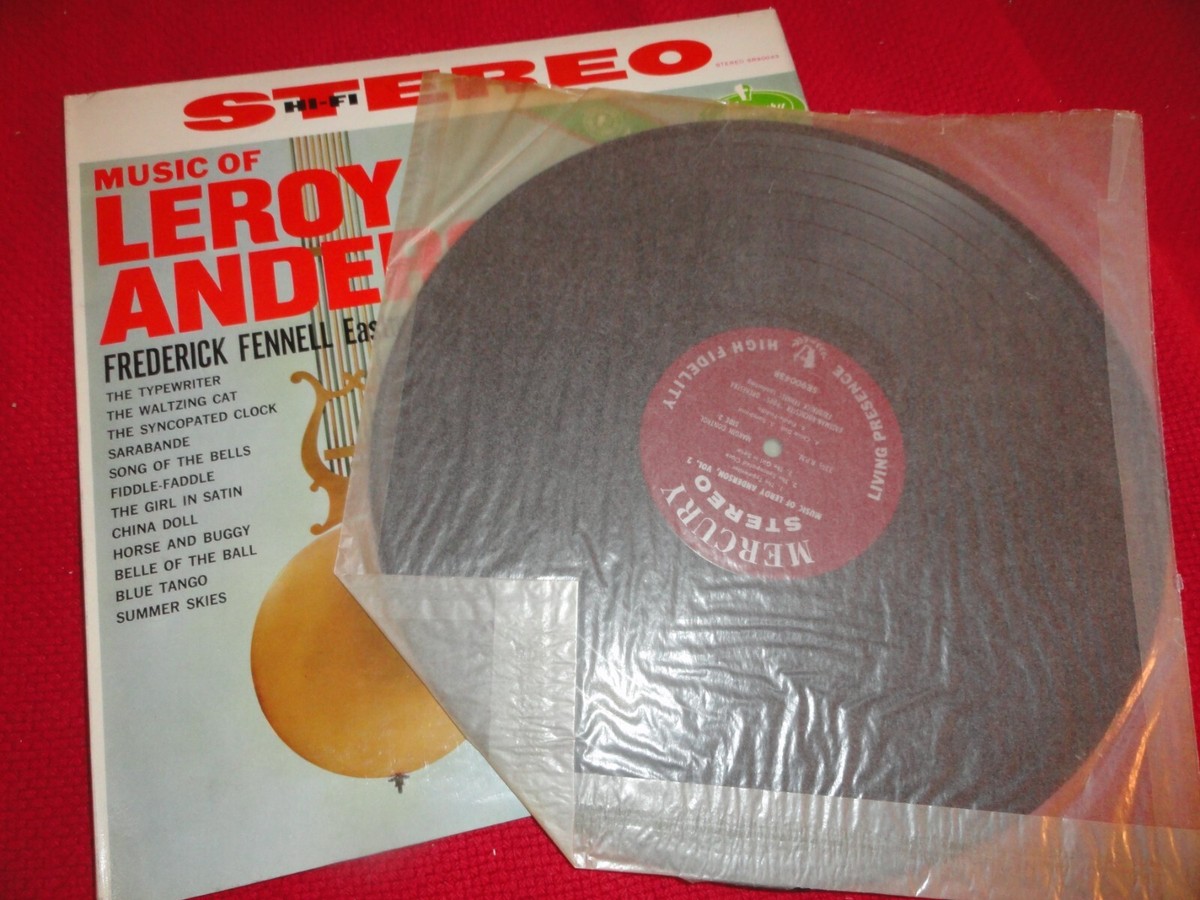 STEREO
HI-FI
MUSIC OF
LEROY
ANDE
FREDERICK FENNELL Eas
THE TYPEWRITER
THE WALTZING CAT
THE SYNCOPATED CLOCK
SARABANDE
SONG OF THE BELLS
FIDDLE-FADDLE
THE GIRL IN SATIN
CHINA DOLL
HORSE AND BUGGY
BELLE OF THE BALL
BLUE TANGO
SUMMER SKIES
MERCURY
STEREO
MUSIC OF LEROY ANDERSON, VOL. 2
SIDE 2
LIVING PRESENCE
HIGH FIDELITY